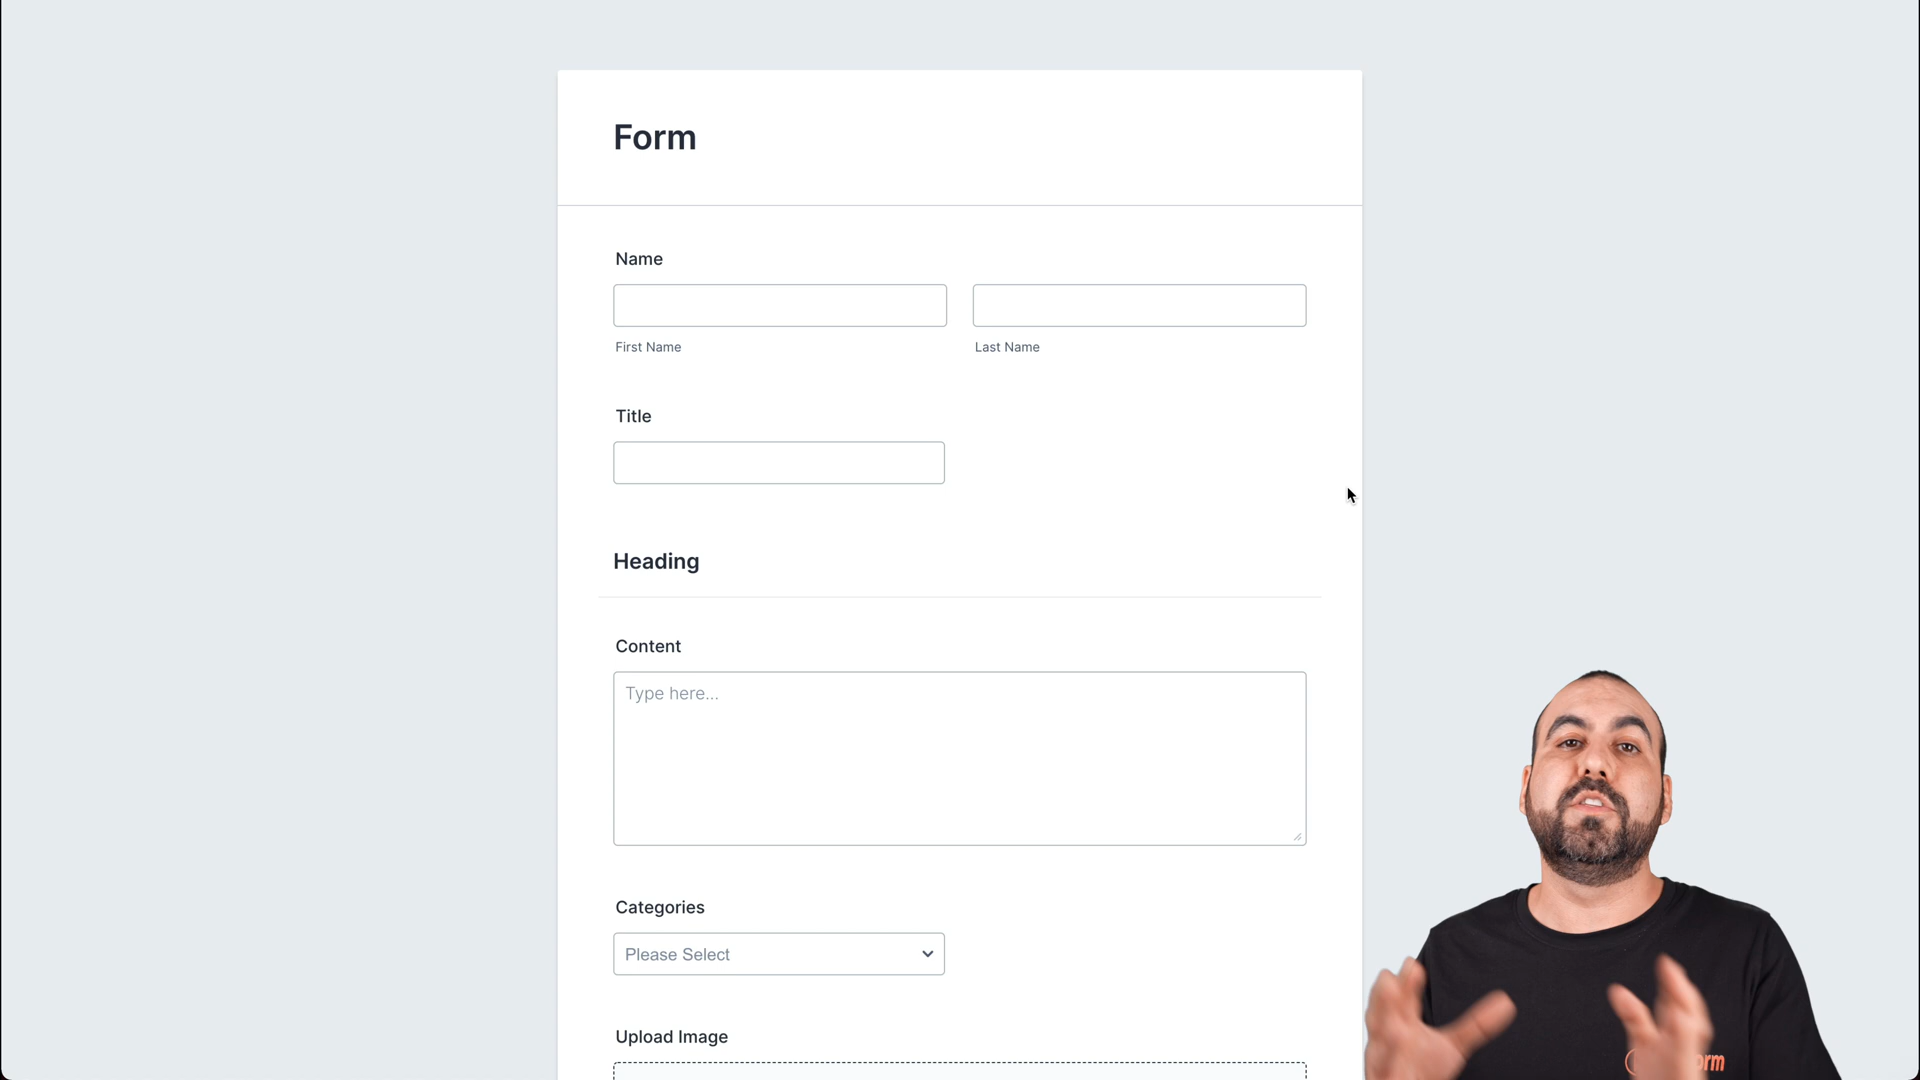 Form
Name
First Name
Last Name
Title
Heading
Content
Type here...
Categories
Please Select
Upload Image